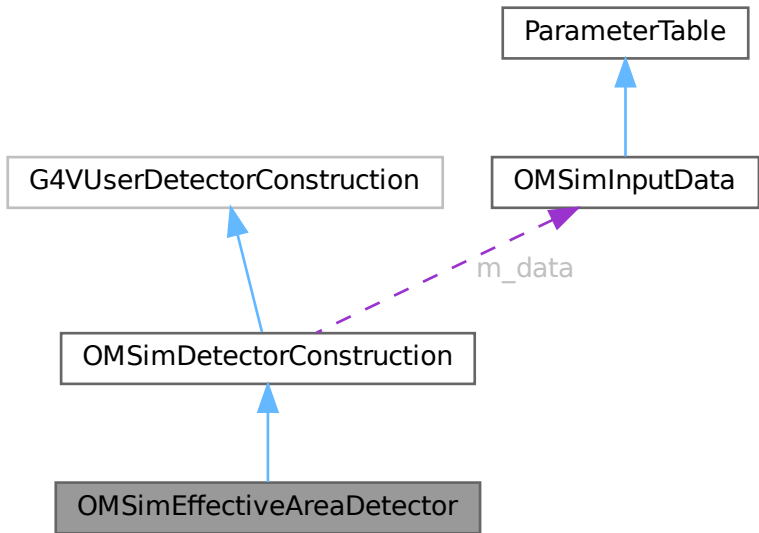 ParameterTable
G4VUserDetectorConstruction
OMSimInputData
m_data
OMSimDetectorConstruction
OMSimEffectiveAreaDetector